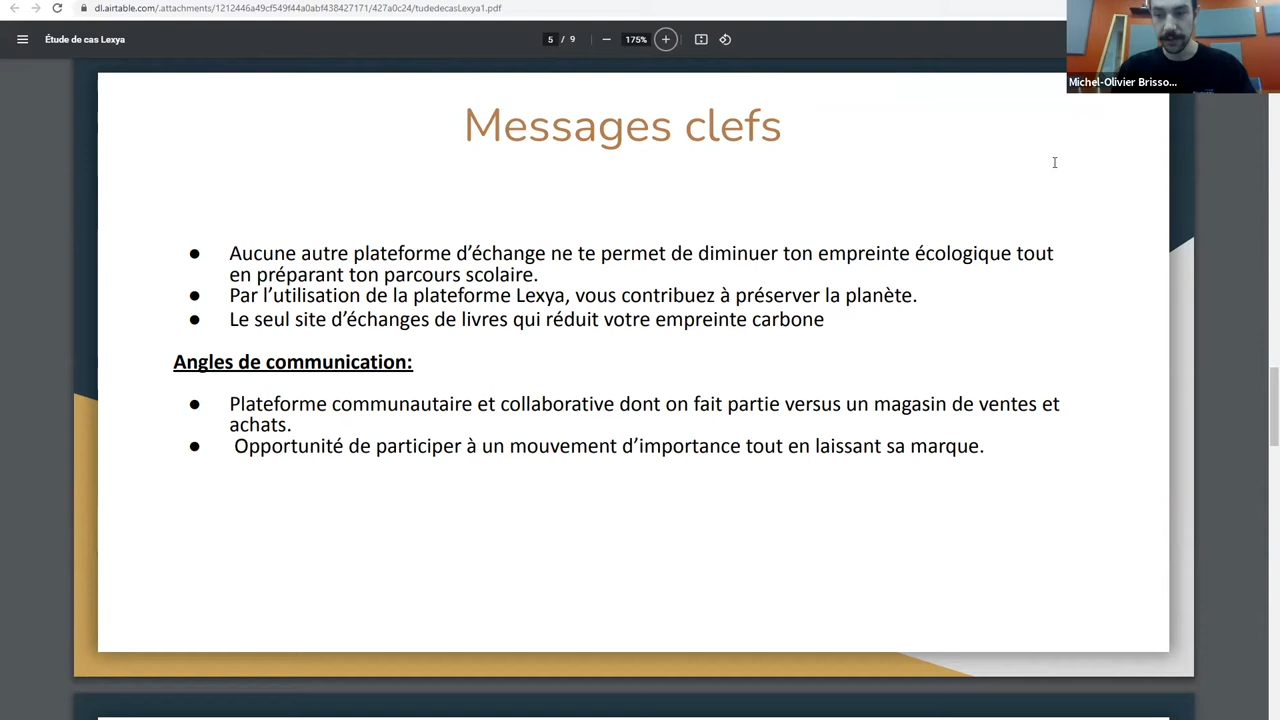 dl.airtable.com/.attachments/1212446a49cf549f44a0abf438427171/427a0c24/tudedecasLexya1.pdf
Étude de cas Lexya
5 / 9
175%
Michel-Olivier Brisso...
Messages clefs
● Aucune autre plateforme d’échange ne te permet de diminuer ton empreinte écologique tout
en préparant ton parcours scolaire.
● Par l’utilisation de la plateforme Lexya, vous contribuez à préserver la planète.
● Le seul site d’échanges de livres qui réduit votre empreinte carbone
Angles de communication:
● Plateforme communautaire et collaborative dont on fait partie versus un magasin de ventes et
achats.
● Opportunité de participer à un mouvement d’importance tout en laissant sa marque.